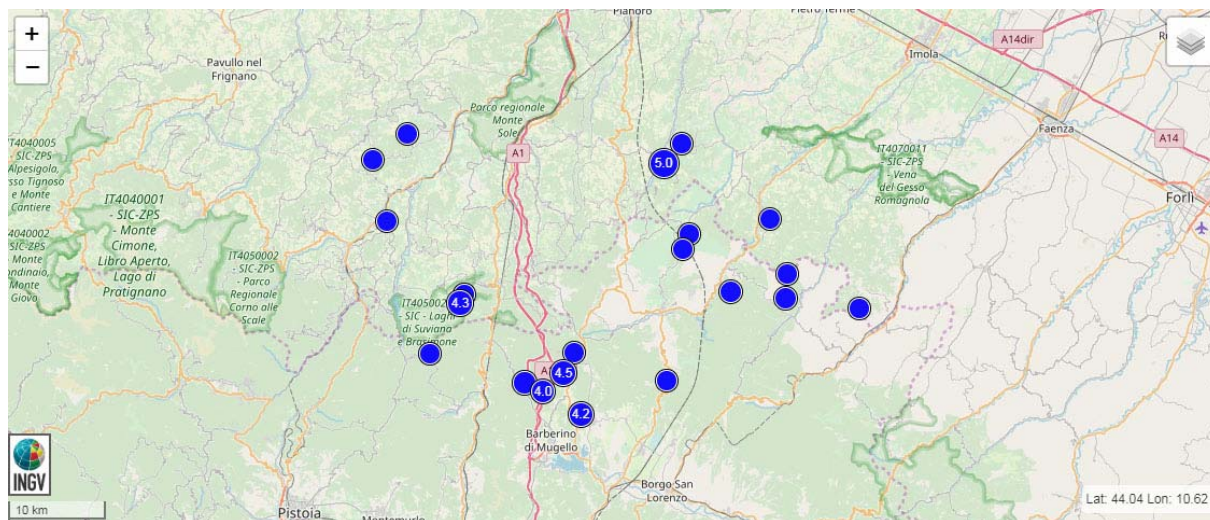 +
−
Pianoro
Pietro Terme
A14dir
Imola
Pavullo nel
Frignano
Parco regionale
Monte
Sole
A1
Faenza
A14
IT4040005
- SIC-ZPS
Alpesigola,
sso Tignoso
e Monte
Cantiere
5.0
IT4070011
- SIC-ZPS
- Vena
del Gesso
Romagnola
IT4040001
- SIC-ZPS
- Monte
Cimone,
Libro Aperto,
Lago di
Pratignano
Forlì
IT4040002
SIC-ZPS
Monte
ondinaio,
Monte
Giovo
IT4050002
- SIC-ZPS
- Parco
Regionale
Corno alle
Scale
4.3
IT405002
- SIC - Laghi
di Suviana
e Brasimone
4.5
4.0
4.2
Barberino
di Mugello
INGV
Borgo San
Lorenzo
Lat: 44.04 Lon: 10.62
10 km
Pistoia
Montemurlo